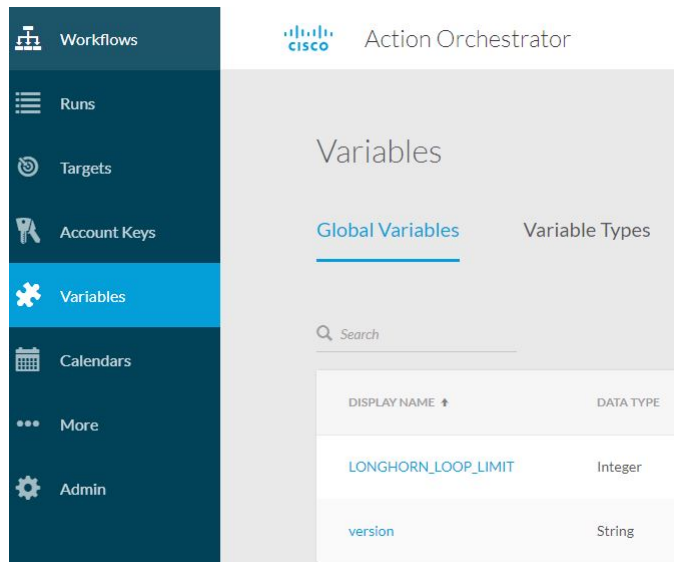 Workflows
CISCO Action Orchestrator
Runs
Targets
Account Keys
Variables
Calendars
More
Admin
Variables
Global Variables Variable Types
Search
DISPLAY NAME DATA TYPE
LONGHORN_LOOP_LIMIT Integer
version String